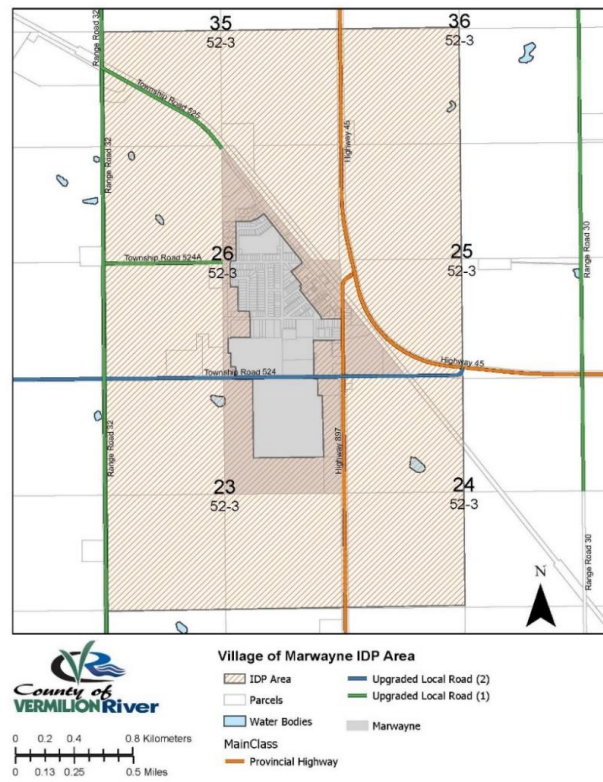 35
52-3
36
52-3
Range Road 32
Township Road 525
Highway 45
Range Road 32
Range Road 30
Township Road 524A
26
52-3
25
52-3
Highway 45
Township Road 524
Range Road 32
Highway 897
23
52-3
24
52-3
Range Road 30
N
County of
VERMILION River
Village of Marwayne IDP Area
IDP Area
Parcels
Water Bodies
MainClass
Provincial Highway
Upgraded Local Road (2)
Upgraded Local Road (1)
Marwayne
0 0.2 0.4 0.8 Kilometers
0 0.13 0.25 0.5 Miles